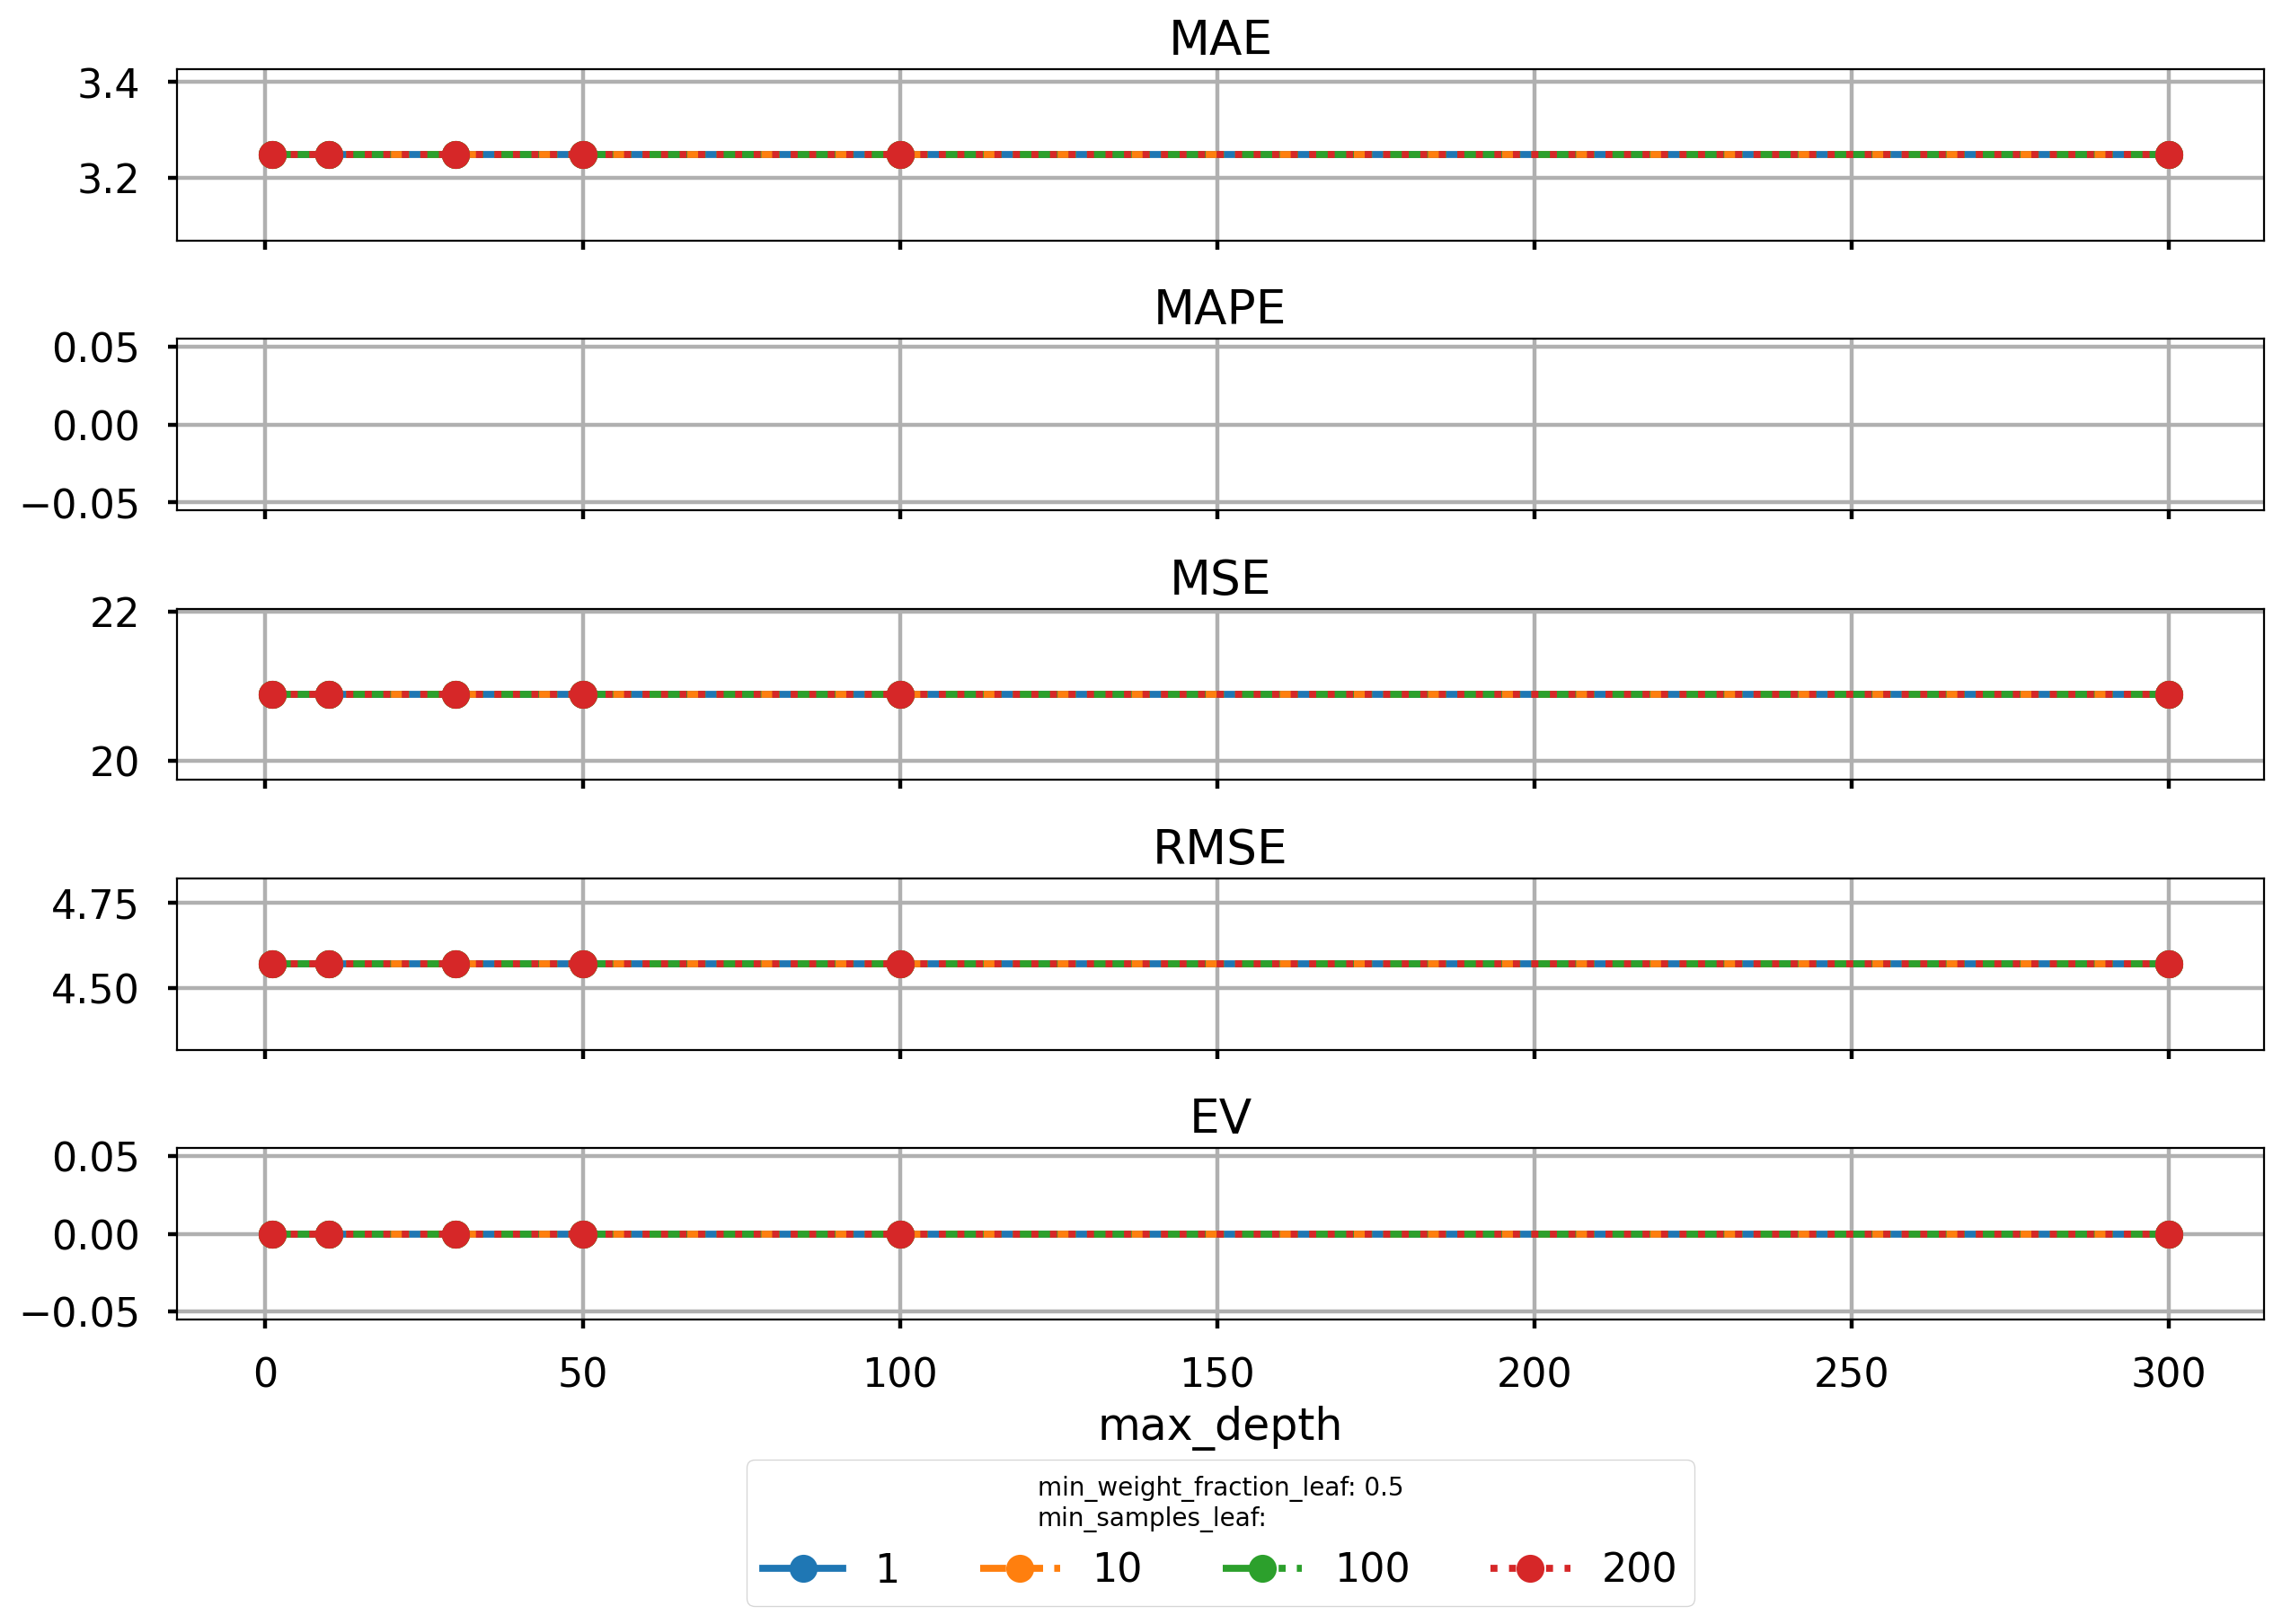 MAE
3.4
3.2
MAPE
0.05
0.00
−0.05
MSE
22
20
RMSE
4.75
4.50
EV
0.05
0.00
−0.05
0 50 100 150 200 250 300
max_depth
min_weight_fraction_leaf: 0.5
min_samples_leaf:
1 10 100 200